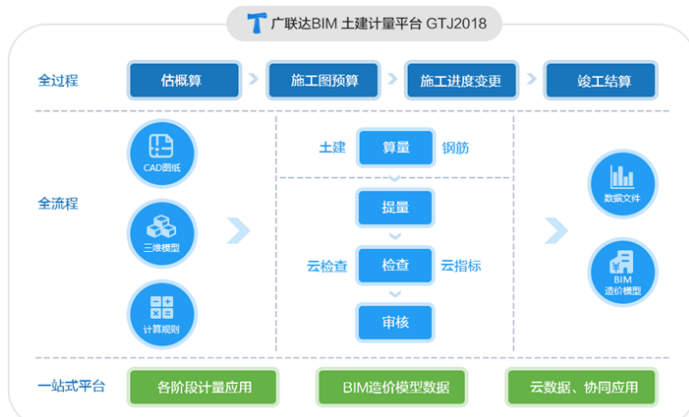 广联达BIM 土建计量平台 GTJ2018
全过程
估概算
施工图预算
施工进度变更
竣工结算
全流程
CAD图纸
三维模型
计算规则
土建 算量 钢筋
提量
云检查 检查 云指标
审核
数据文件
BIM
造价模型
一站式平台
各阶段计量应用
BIM造价模型数据
云数据、协同应用